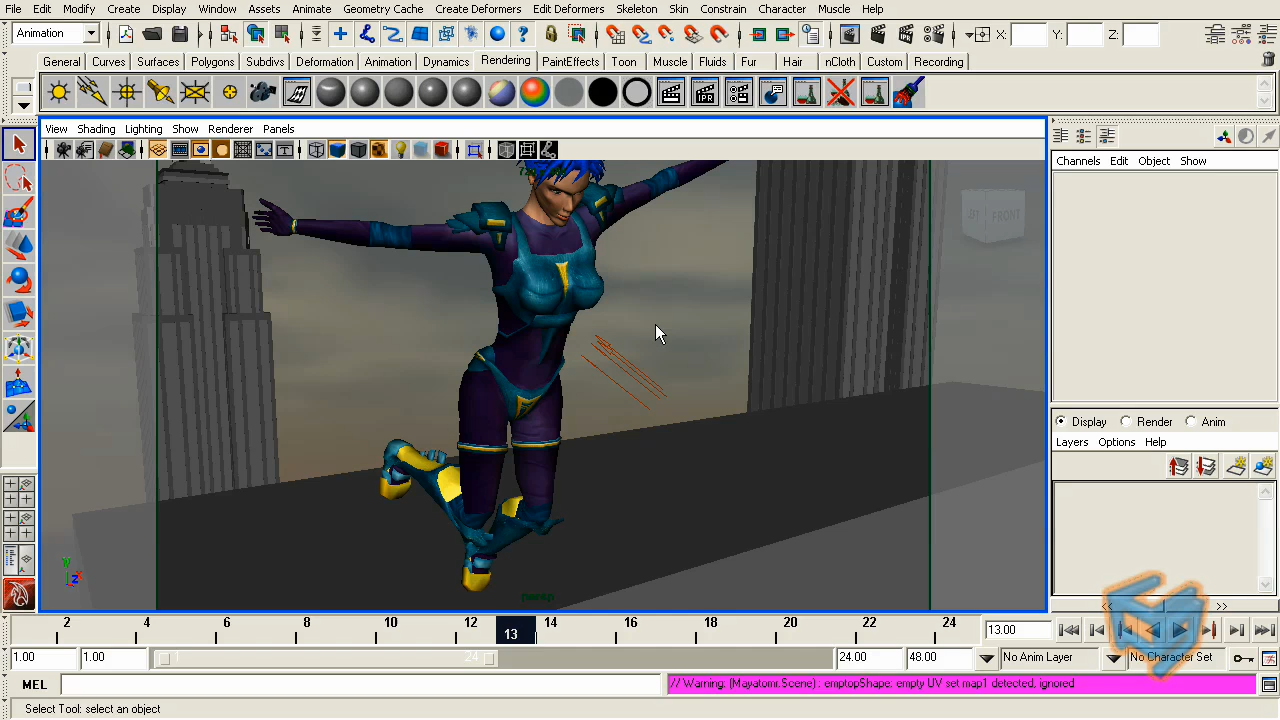 File Edit Modify Create Display Window Assets Animate Geometry Cache Create Deformers Edit Deformers Skeleton Skin Constrain Character Muscle Help
Animation X: Y: Z:
General Curves Surfaces Polygons Subdivs Deformation Animation Dynamics Rendering PaintEffects Toon Muscle Fluids Fur Hair nCloth Custom Recording
IPR
View Shading Lighting Show Renderer Panels
Channels Edit Object Show
FRONT
Display Render Anim
Layers Options Help
y
z
2 4 6 8 10 12 13 14 16 18 20 22 24 13.00
1.00 1.00 1 24 24.00 48.00 No Anim Layer No Character Set
MEL // Warning: (Mayatomr.Scene) : emptopShape: empty UV set map1 detected, ignored
Select Tool: select an object